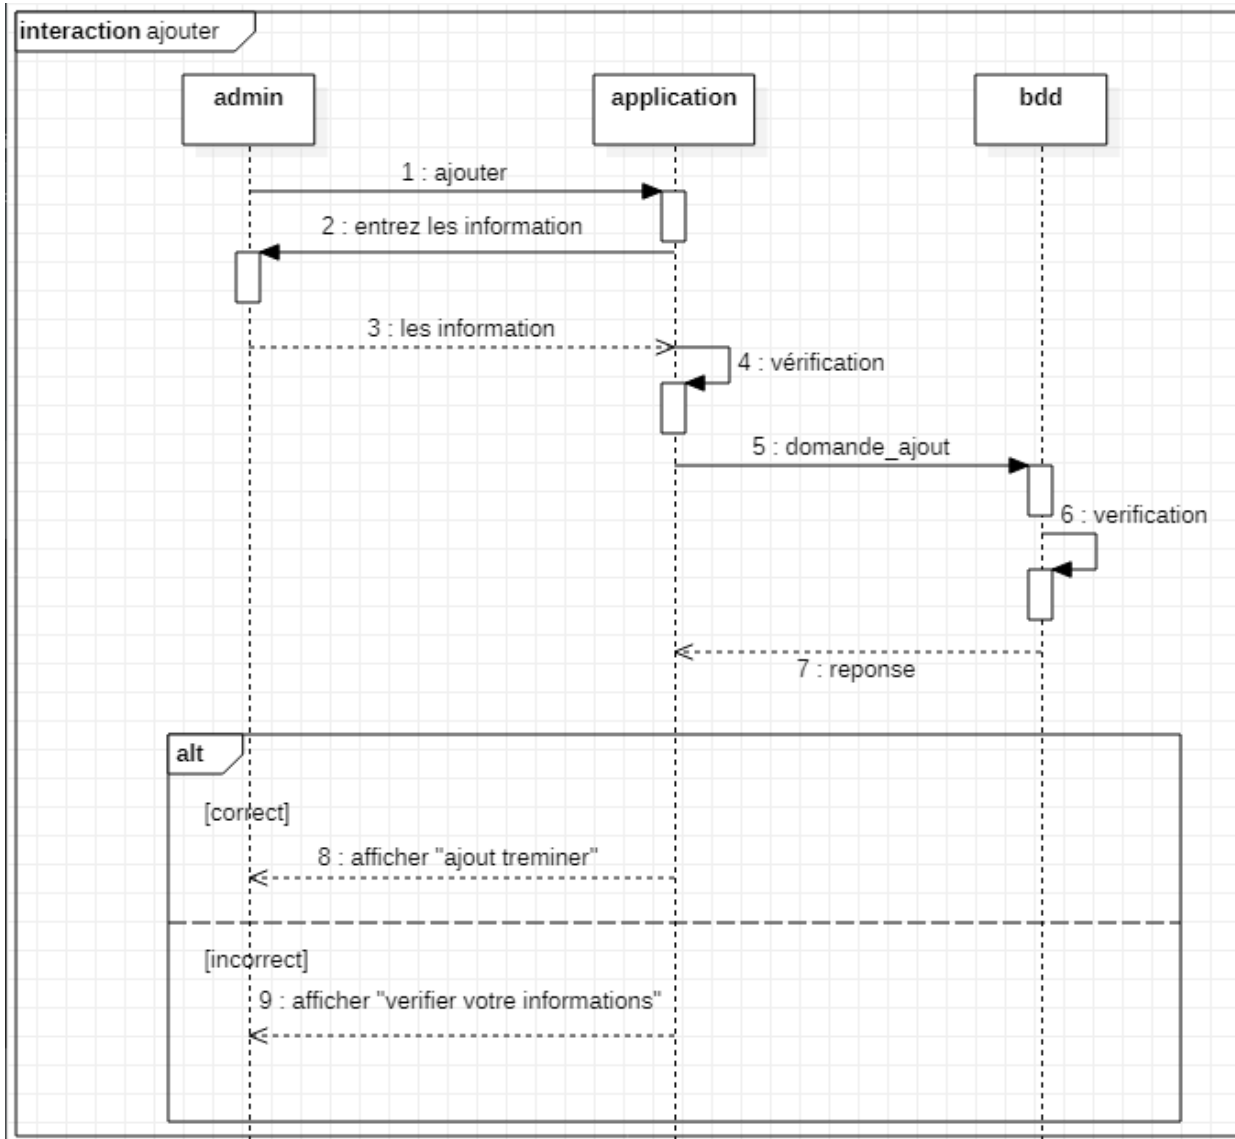 interaction ajouter
admin
application
bdd
1 : ajouter
2 : entrez les information
3 : les information
4 : vérification
5 : domande_ajout
6 : verification
7 : reponse
alt
[correct]
8 : afficher "ajout treminer"
[incorrect]
9 : afficher "verifier votre informations"